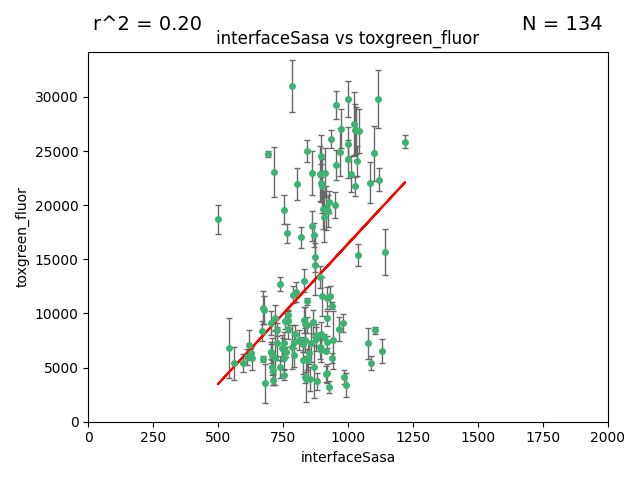 r^2 = 0.20
N = 134
interfaceSasa vs toxgreen_fluor
toxgreen_fluor
30000
25000
20000
15000
10000
5000
0
0 250 500 750 1000 1250 1500 1750 2000
interfaceSasa